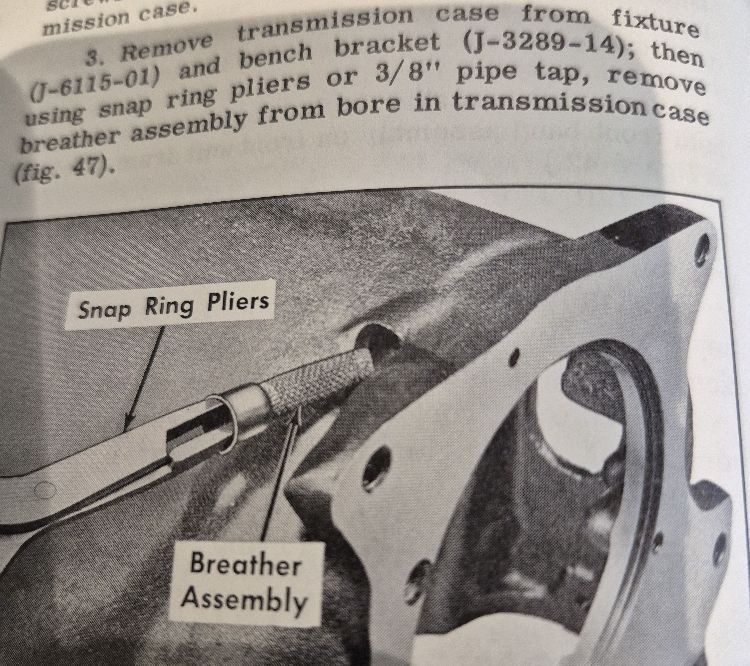 mission case.
3. Remove transmission case from fixture
(J-6115-01) and bench bracket (J-3289-14); then
using snap ring pliers or 3/8" pipe tap, remove
breather assembly from bore in transmission case
(fig. 47).
Snap Ring Pliers
Breather
Assembly